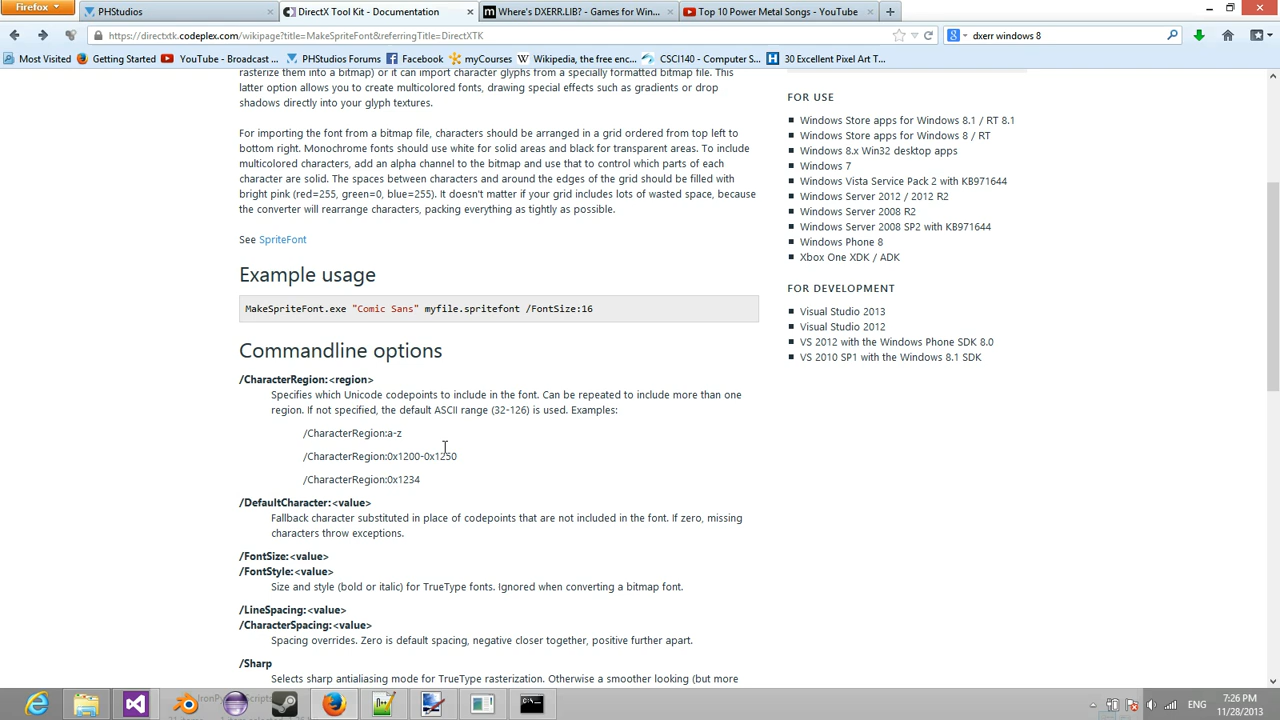 Firefox
PHStudios
DirectX Tool Kit - Documentation
Where's DXERR.LIB? - Games for Win...
Top 10 Power Metal Songs - YouTube
https://directxtk.codeplex.com/wikipage?title=MakeSpriteFont&referringTitle=DirectXTK
dxerr windows 8
Most Visited
Getting Started
YouTube - Broadcast ...
PHStudios Forums
Facebook
myCourses
Wikipedia, the free enc...
CSCI140 - Computer S...
30 Excellent Pixel Art T...
rasterize them into a bitmap) or it can import character glyphs from a specially formatted bitmap file. This
latter option allows you to create multicolored fonts, drawing special effects such as gradients or drop
shadows directly into your glyph textures.
For importing the font from a bitmap file, characters should be arranged in a grid ordered from top left to
bottom right. Monochrome fonts should use white for solid areas and black for transparent areas. To include
multicolored characters, add an alpha channel to the bitmap and use that to control which parts of each
character are solid. The spaces between characters and around the edges of the grid should be filled with
bright pink (red=255, green=0, blue=255). It doesn't matter if your grid includes lots of wasted space, because
the converter will rearrange characters, packing everything as tightly as possible.
See SpriteFont
Example usage
MakeSpriteFont.exe "Comic Sans" myfile.spritefont /FontSize:16
Commandline options
/CharacterRegion:<region>
Specifies which Unicode codepoints to include in the font. Can be repeated to include more than one
region. If not specified, the default ASCII range (32-126) is used. Examples:
/CharacterRegion:a-z
/CharacterRegion:0x1200-0x1250
/CharacterRegion:0x1234
/DefaultCharacter:<value>
Fallback character substituted in place of codepoints that are not included in the font. If zero, missing
characters throw exceptions.
/FontSize:<value>
/FontStyle:<value>
Size and style (bold or italic) for TrueType fonts. Ignored when converting a bitmap font.
/LineSpacing:<value>
/CharacterSpacing:<value>
Spacing overrides. Zero is default spacing, negative closer together, positive further apart.
/Sharp
Selects sharp antialiasing mode for TrueType rasterization. Otherwise a smoother looking (but more
FOR USE
Windows Store apps for Windows 8.1 / RT 8.1
Windows Store apps for Windows 8 / RT
Windows 8.x Win32 desktop apps
Windows 7
Windows Vista Service Pack 2 with KB971644
Windows Server 2012 / 2012 R2
Windows Server 2008 R2
Windows Server 2008 SP2 with KB971644
Windows Phone 8
Xbox One XDK / ADK
FOR DEVELOPMENT
Visual Studio 2013
Visual Studio 2012
VS 2012 with the Windows Phone SDK 8.0
VS 2010 SP1 with the Windows 8.1 SDK
ENG
7:26 PM
11/28/2013